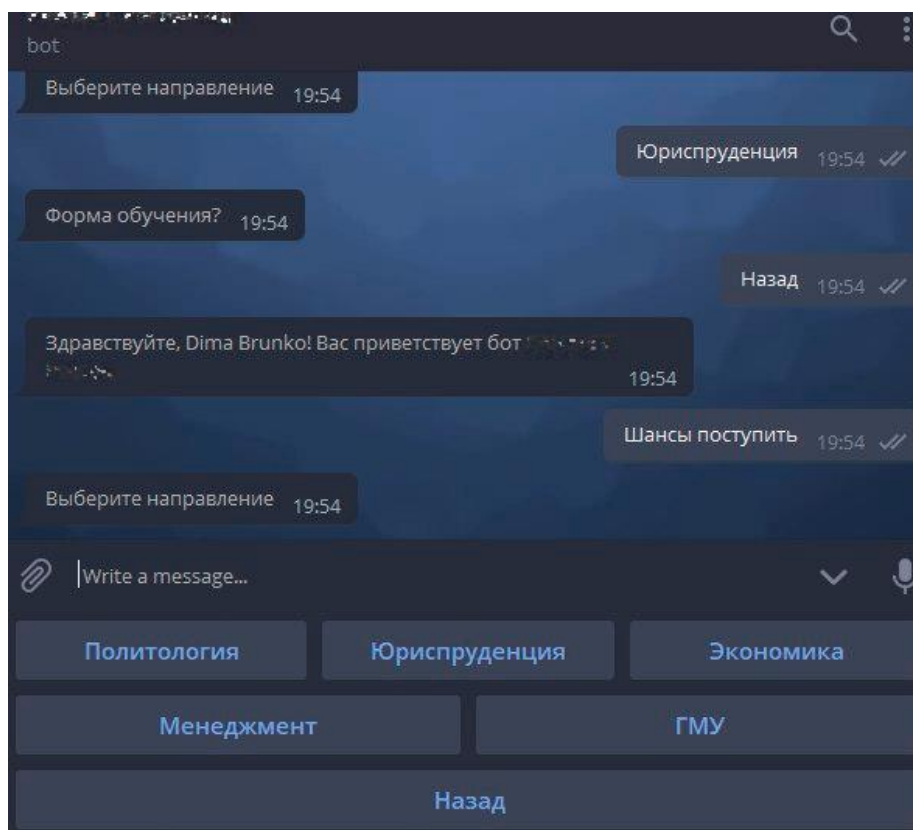 bot
Выберите направление 19:54
Юриспруденция 19:54
Форма обучения? 19:54
Назад 19:54
Здравствуйте, Dima Brunko! Вас приветствует бот
19:54
Шансы поступить 19:54
Выберите направление 19:54
Write a message...
Политология Юриспруденция Экономика
Менеджмент ГМУ
Назад